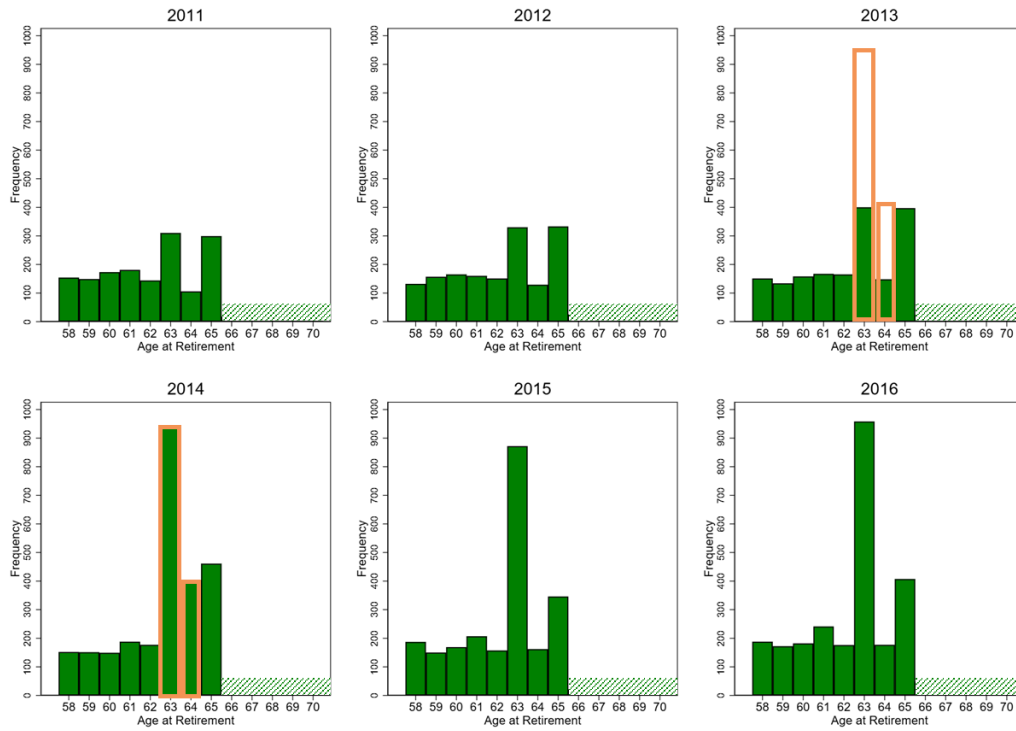 2011
Frequency
0 100 200 300 400 500 600 700 800 900 1000
58 59 60 61 62 63 64 65 66 67 68 69 70
Age at Retirement
2012
Frequency
0 100 200 300 400 500 600 700 800 900 1000
58 59 60 61 62 63 64 65 66 67 68 69 70
Age at Retirement
2013
Frequency
0 100 200 300 400 500 600 700 800 900 1000
58 59 60 61 62 63 64 65 66 67 68 69 70
Age at Retirement
2014
Frequency
0 100 200 300 400 500 600 700 800 900 1000
58 59 60 61 62 63 64 65 66 67 68 69 70
Age at Retirement
2015
Frequency
0 100 200 300 400 500 600 700 800 900 1000
58 59 60 61 62 63 64 65 66 67 68 69 70
Age at Retirement
2016
Frequency
0 100 200 300 400 500 600 700 800 900 1000
58 59 60 61 62 63 64 65 66 67 68 69 70
Age at Retirement